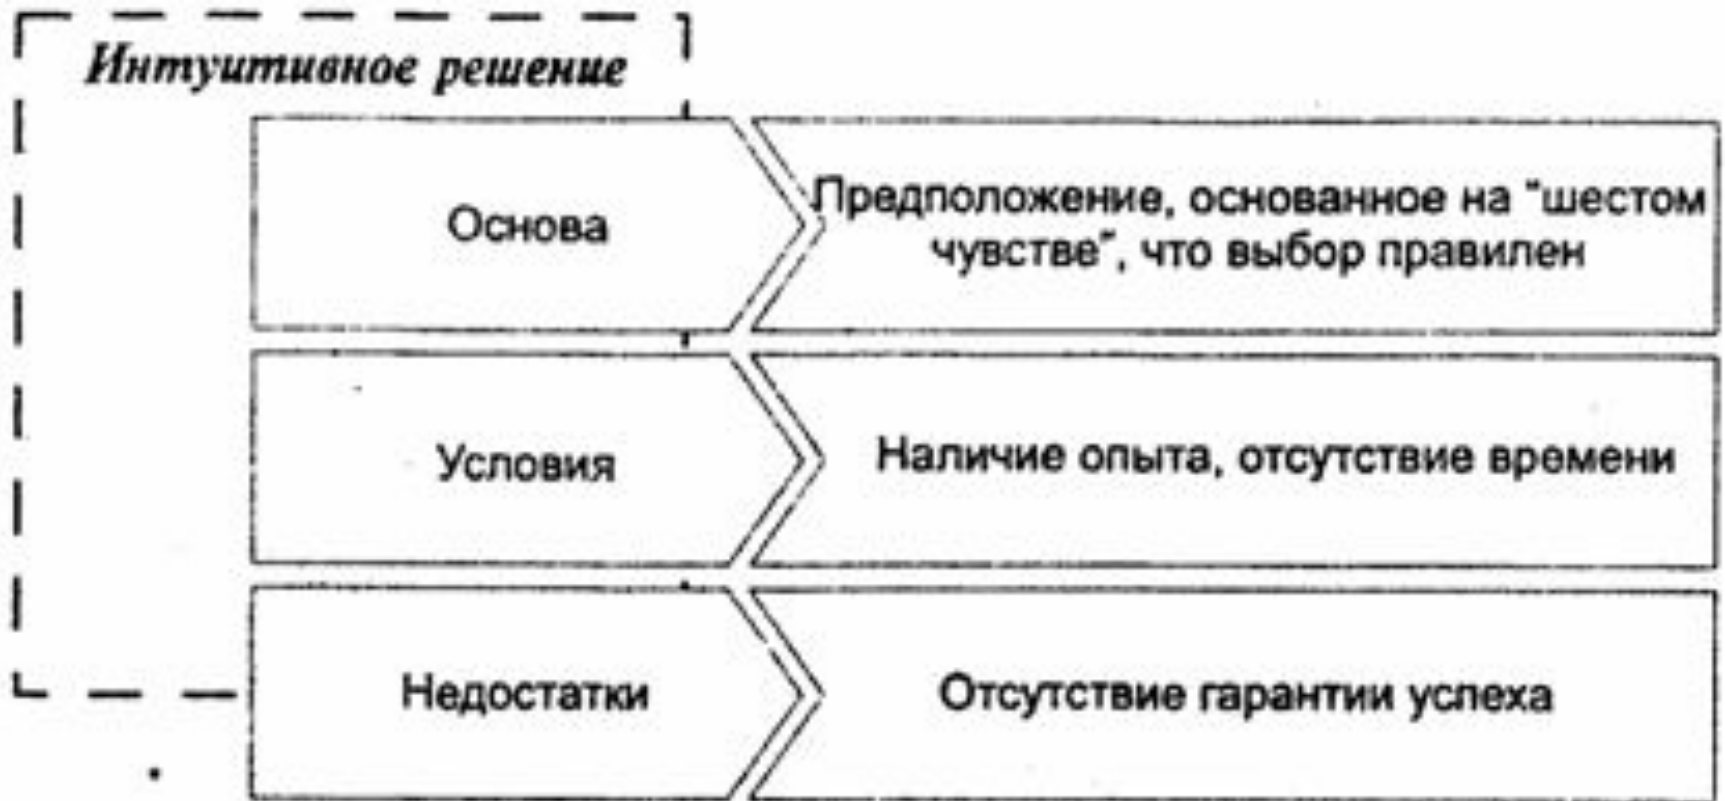 Интуитивное решение
Основа
Предположение, основанное на "шестом
чувстве", что выбор правилен
Условия
Наличие опыта, отсутствие времени
Недостатки
Отсутствие гарантии успеха